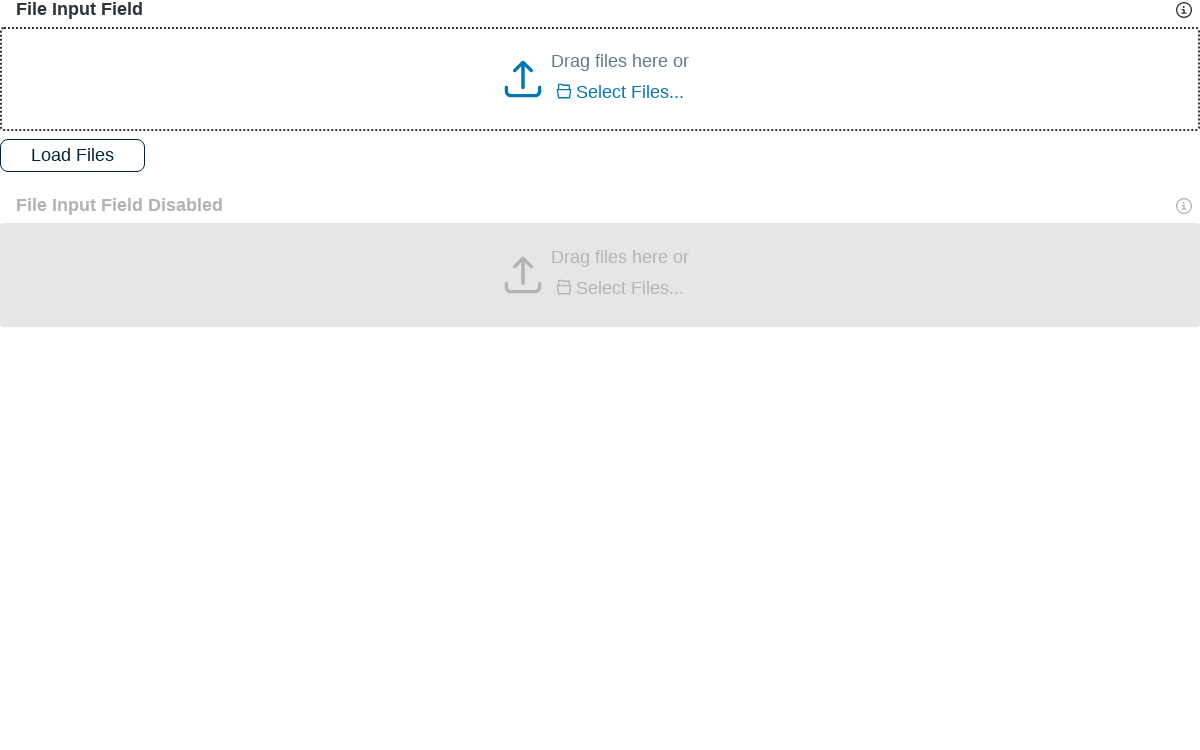 File Input Field
Drag files here or
Select Files...
Load Files
File Input Field Disabled
Drag files here or
Select Files...